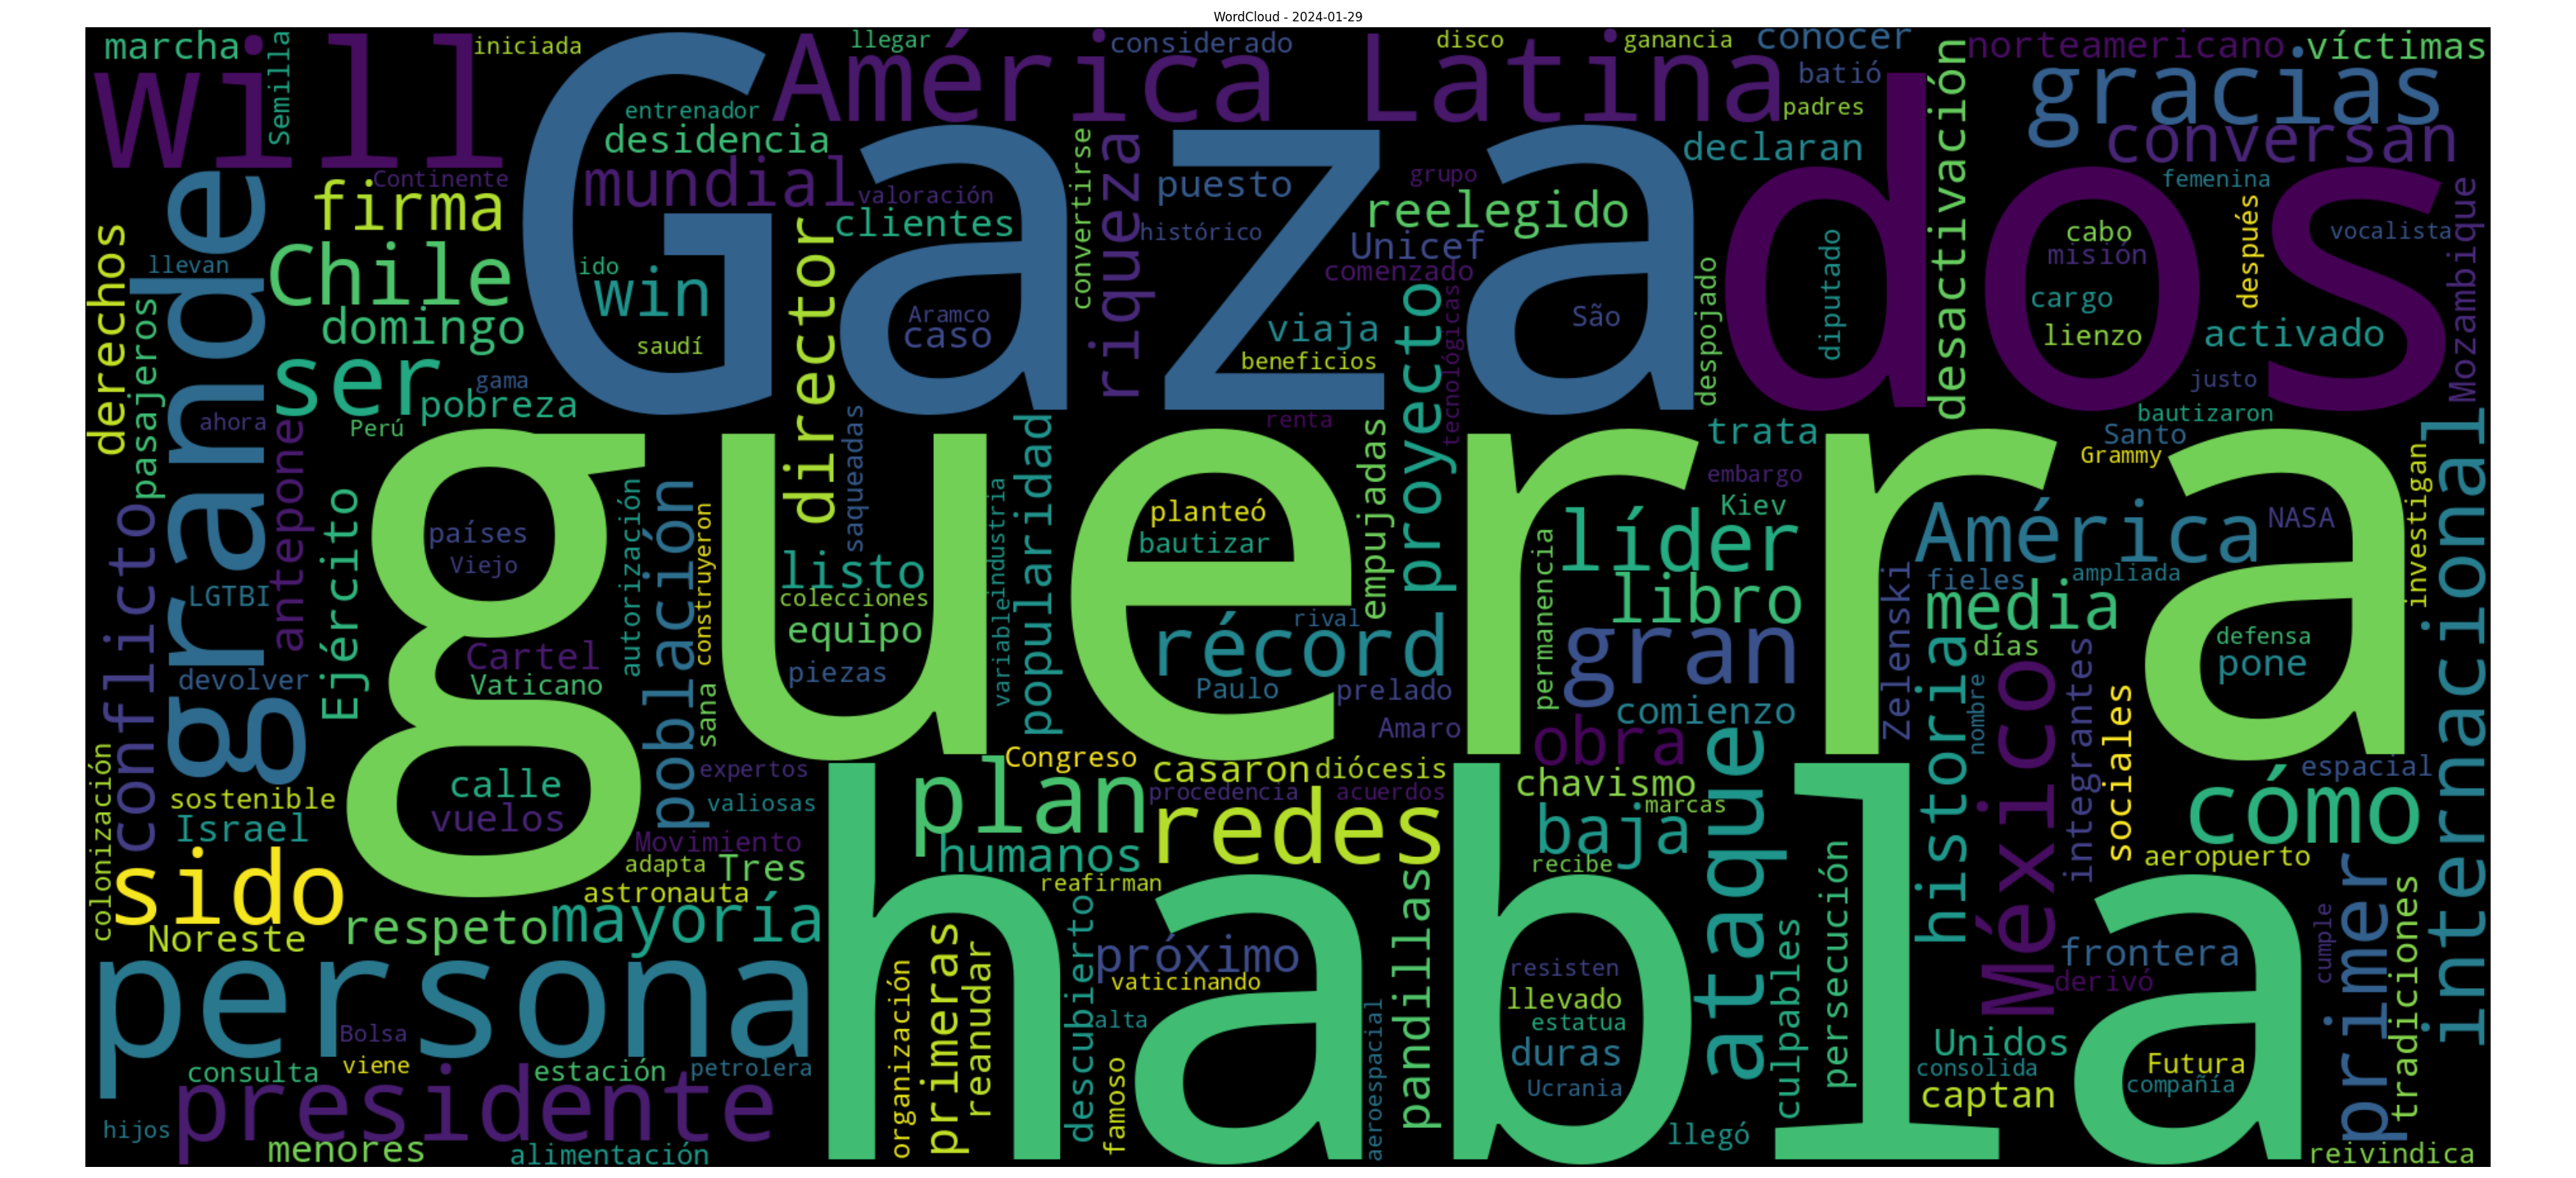 WordCloud - 2024-01-29
marcha
Semilla
iniciada
llegar
considerado
disco
ganancia
conocer
norteamericano
víctimas
will
Gaza
América Latina
batió
padres
gracias
entrenador
desidencia
convertirse
riqueza
declaran
desactivación
conversan
Continente
mundial
valoración
puesto
grupo
dos
femenina
firma
clientes
histórico
reelegido
Unicef
comenzado
cabo
misión
después
vocalista
Mozambique
derechos
llevan
grande
Chile
ido
win
director
Aramco
caso
viaja
São
despojado
diputado
cargo
lienzo
activado
pasajeros
domingo
saudí
beneficios
proyecto
tecnológicas
justo
ser
gama
pobreza
ahora
Perú
antepone
saqueadas
popularidad
renta
empujadas
trata
bautizaron
Santo
Grammy
internacional
guerra
conflicto
Ejército
países
Viejo
autorización
población
construyeron
listo
colecciones
industria
variable
planteó
bautizar
embargo
Kiev
permanencia
líder
libro
América
NASA
investigan
LGTBI
equipo
rival
récord
gran
Zelenski
fieles
ampliada
media
devolver
Cartel
Vaticano
sana
piezas
Paulo
prelado
Amaro
comienzo
obra
historia
días
nombre
México
integrantes
sociales
defensa
pone
colonización
sostenible
Israel
calle
vuelos
expertos
valiosas
Congreso
plan
humanos
casaron
diócesis
procedencia
acuerdos
redes
chavismo
marcas
baja
recibe
ataque
espacial
cómo
aeropuerto
sido
Noreste
respeto
Movimiento
adapta
Tres
astronauta
mayoría
reafirman
habla
persona
organización
primeras
reanudar
descubierto
próximo
vaticinando
alta
famoso
aeroespacial
pandillas
resisten
llevado
estatua
duras
Ucrania
culpables
persecución
frontera
derivó
cumple
primer
tradiciones
Bolsa
viene
consulta
estación
petrolera
presidente
Unidos
consolida
captan
Futura
compañía
hijos
menores
alimentación
llegó
reivindica